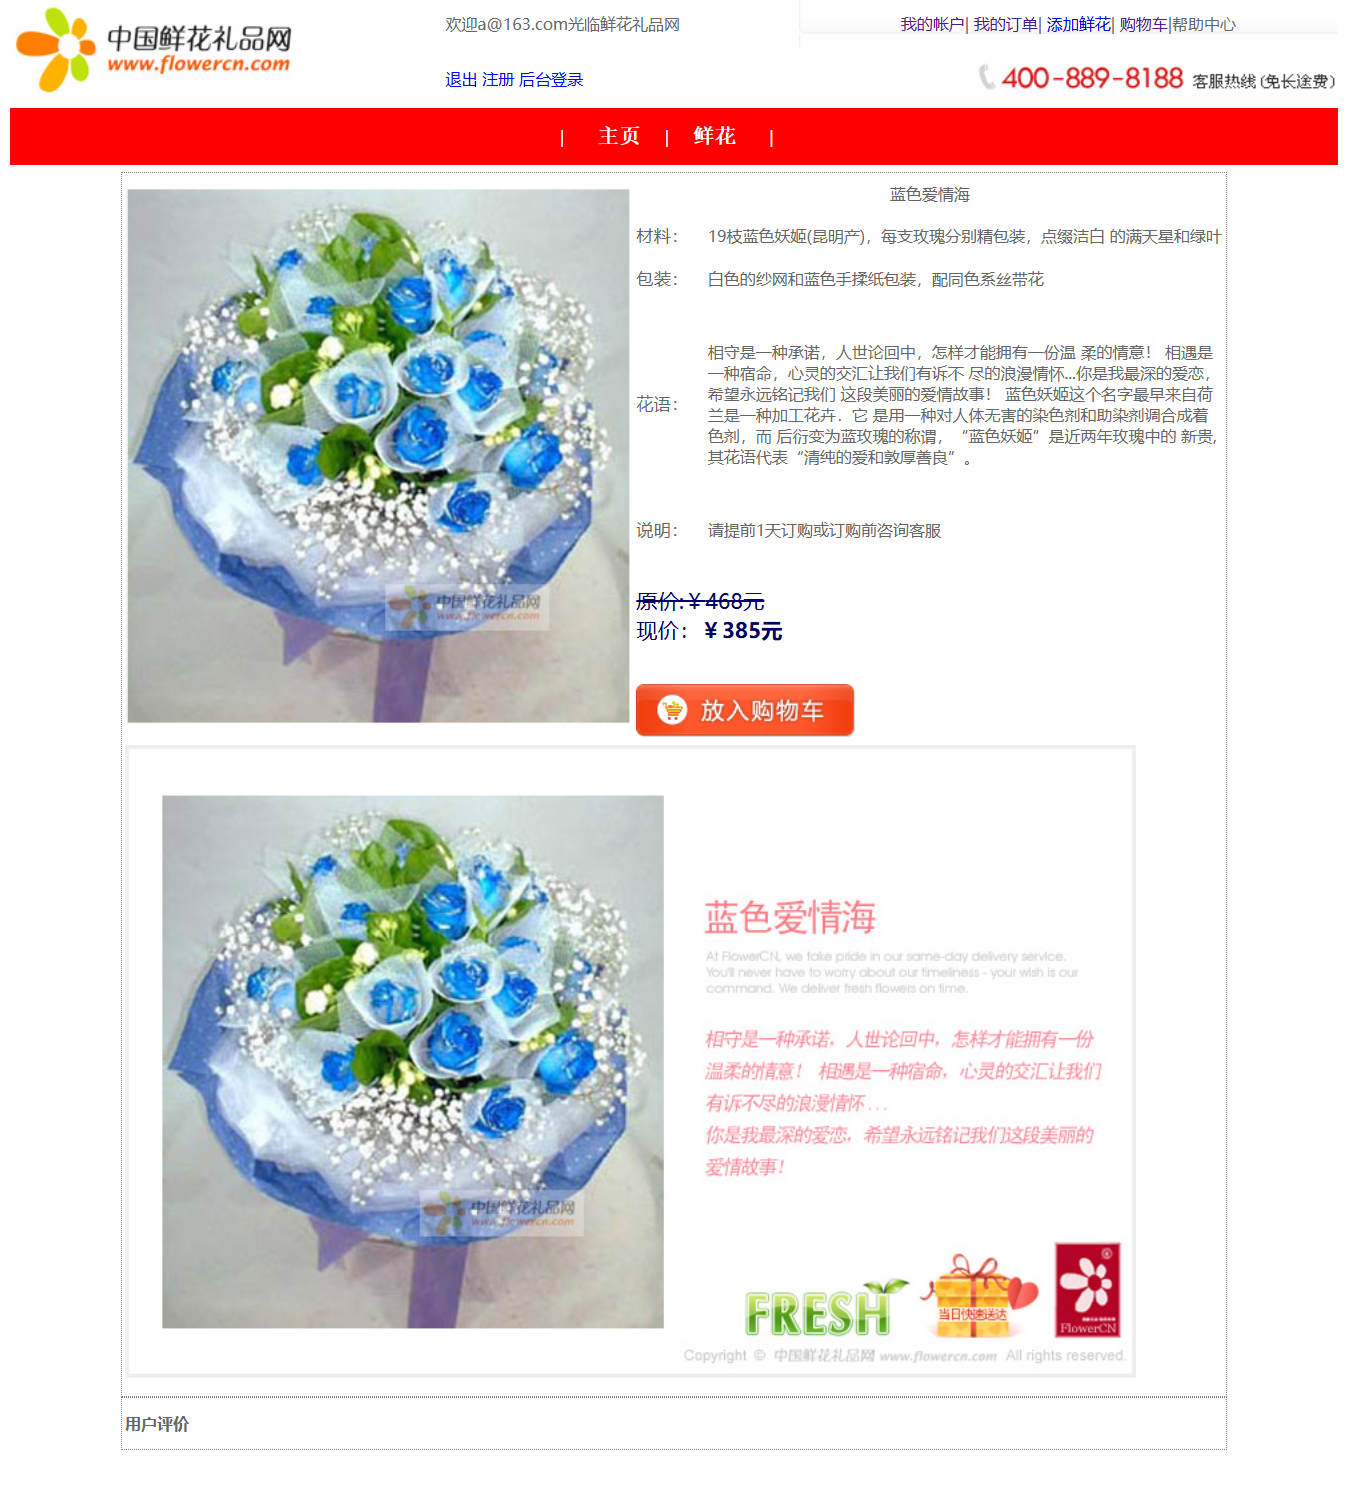 中国鲜花礼品网
www.flowercn.com
欢迎a@163.com光临鲜花礼品网
我的帐户| 我的订单| 添加鲜花| 购物车|帮助中心
退出 注册 后台登录
400-889-8188 客服热线(免长途费)
| 主页 | 鲜花 |
蓝色爱情海
材料： 19枝蓝色妖姬(昆明产)，每支玫瑰分别精包装，点缀洁白 的满天星和绿叶
包装： 白色的纱网和蓝色手揉纸包装，配同色系丝带花
花语：
相守是一种承诺，人世论回中，怎样才能拥有一份温 柔的情意！ 相遇是
一种宿命，心灵的交汇让我们有诉不 尽的浪漫情怀...你是我最深的爱恋，
希望永远铭记我们 这段美丽的爱情故事！ 蓝色妖姬这个名字最早来自荷
兰是一种加工花卉．它 是用一种对人体无害的染色剂和助染剂调合成着
色剂，而 后衍变为蓝玫瑰的称谓，“蓝色妖姬”是近两年玫瑰中的 新贵,
其花语代表“清纯的爱和敦厚善良”。
说明： 请提前1天订购或订购前咨询客服
中国鲜花礼品网
www.flowercn.com
原价:￥468元
现价：￥385元
放入购物车
蓝色爱情海
At FlowerCN, we take pride in our same-day delivery service.
You'll never have to worry about our timeliness - your wish is our
command. We deliver fresh flowers on time.
相守是一种承诺，人世论回中，怎样才能拥有一份
温柔的情意！ 相遇是一种宿命，心灵的交汇让我们
有诉不尽的浪漫情怀 . . .
你是我最深的爱恋，希望永远铭记我们这段美丽的
爱情故事！
中国鲜花礼品网
www.flowercn.com
FRESH
当日快速送达
FlowerCN
Copyright © 中国鲜花礼品网 www.flowercn.com All rights reserved.
用户评价